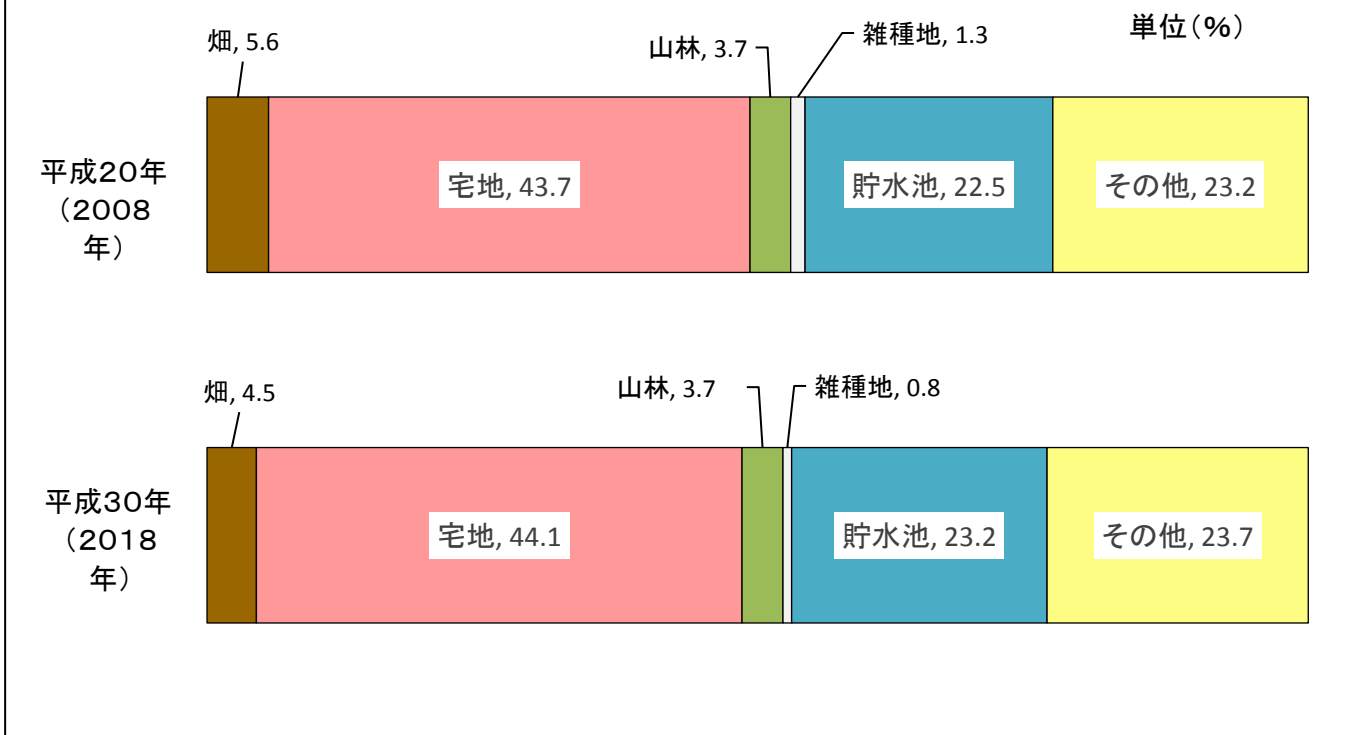 単位（%）
畑, 5.6
山林, 3.7
雑種地, 1.3
平成２０年
（２００８
年）
宅地, 43.7
貯水池, 22.5
その他, 23.2
畑, 4.5
山林, 3.7
雑種地, 0.8
平成３０年
（２０１８
年）
宅地, 44.1
貯水池, 23.2
その他, 23.7